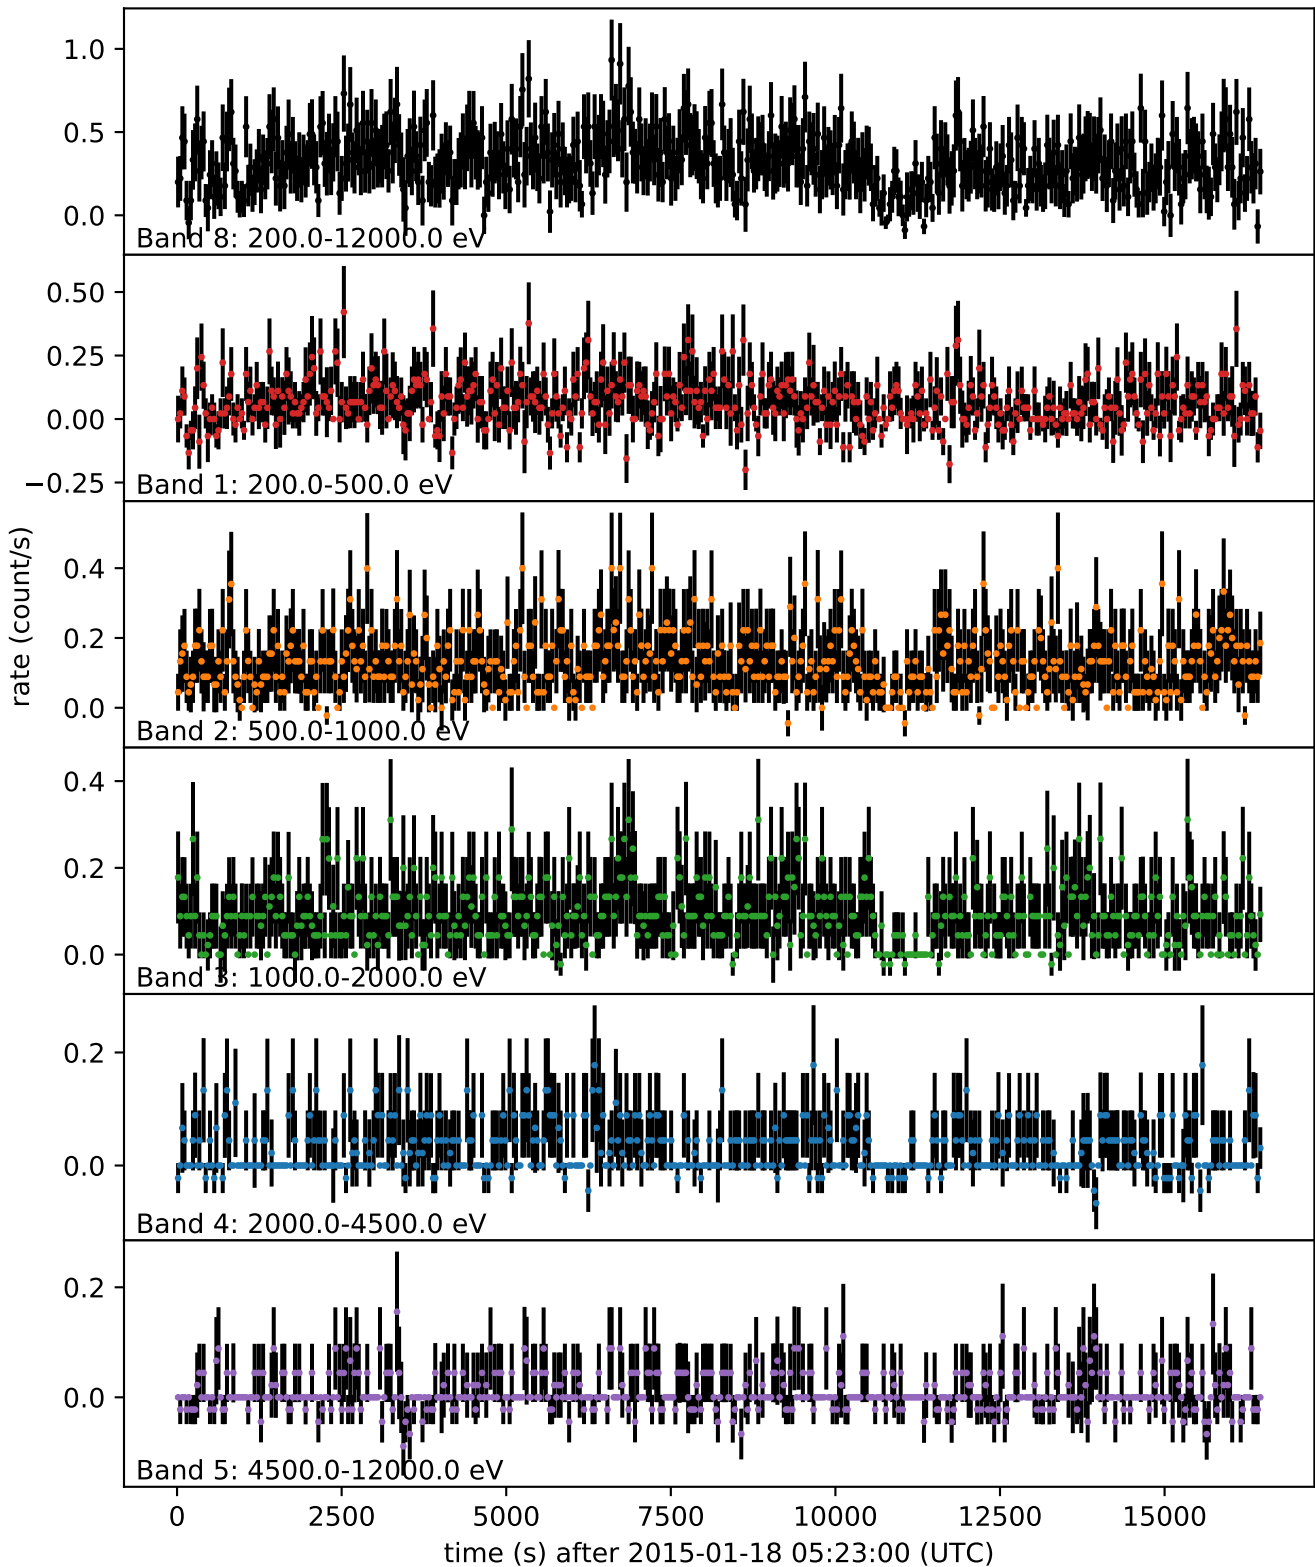 1.0
0.5
0.0
Band 8: 200.0-12000.0 eV
0.50
0.25
0.00
−0.25
Band 1: 200.0-500.0 eV
rate (count/s)
0.4
0.2
0.0
Band 2: 500.0-1000.0 eV
0.4
0.2
0.0
Band 3: 1000.0-2000.0 eV
0.2
0.0
Band 4: 2000.0-4500.0 eV
0.2
0.0
Band 5: 4500.0-12000.0 eV
0 2500 5000 7500 10000 12500 15000
time (s) after 2015-01-18 05:23:00 (UTC)